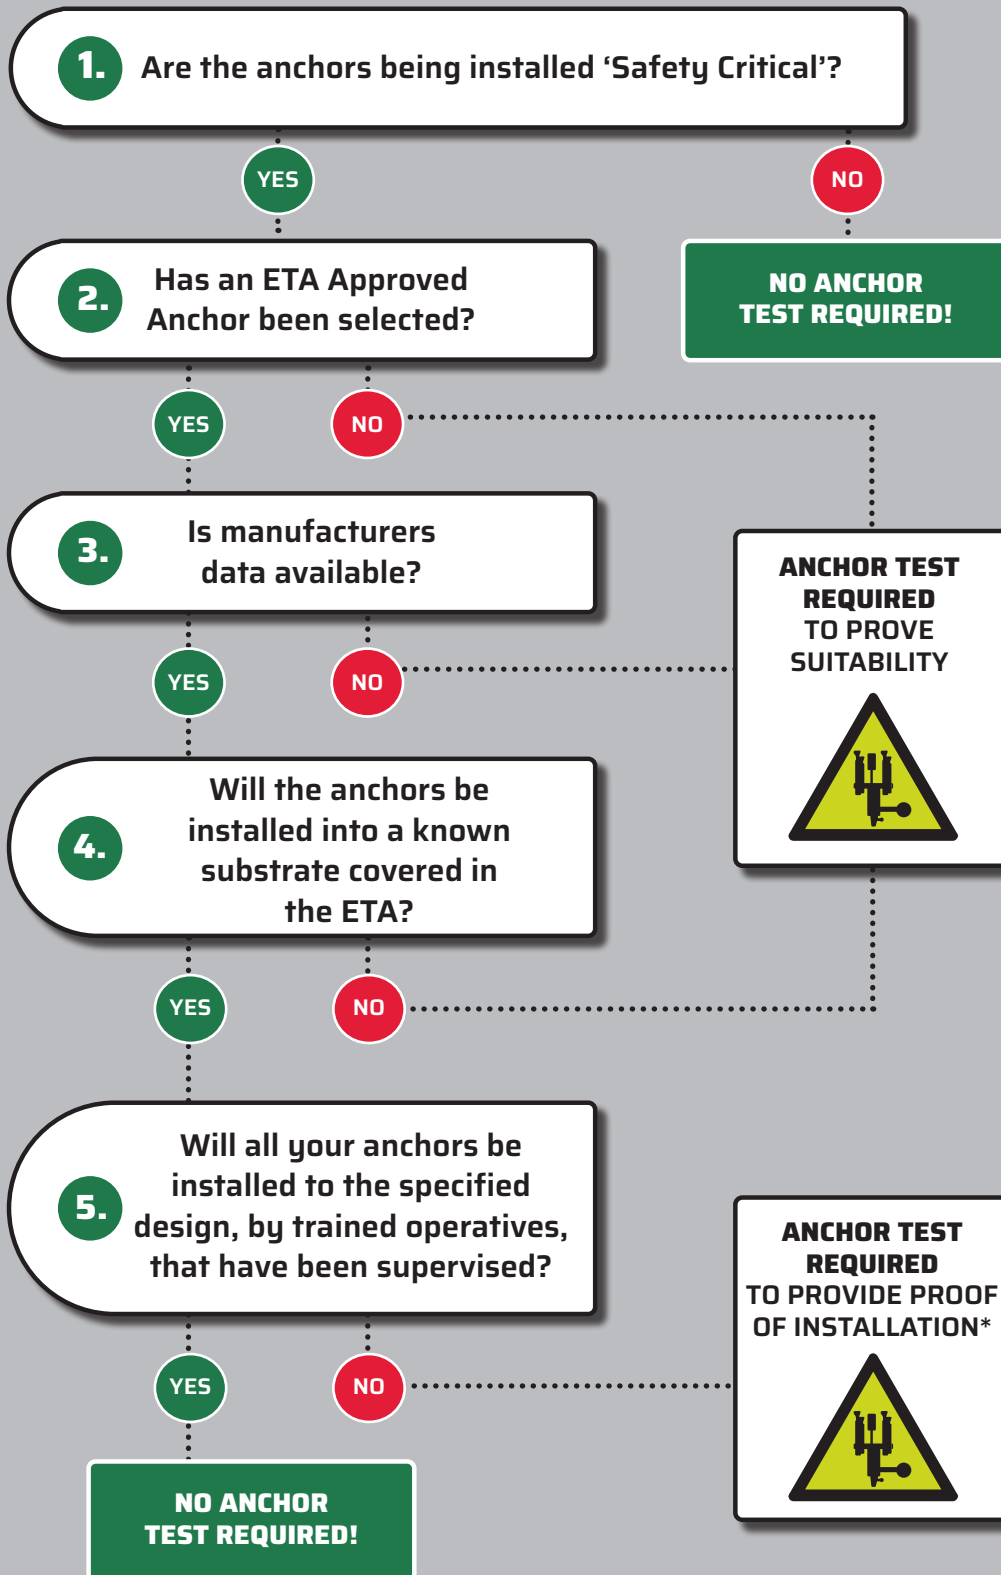 1. Are the anchors being installed ‘Safety Critical’?
YES
NO
2. Has an ETA Approved
Anchor been selected?
NO ANCHOR
TEST REQUIRED!
YES
NO
3. Is manufacturers
data available?
ANCHOR TEST
REQUIRED
TO PROVE
SUITABILITY
YES
NO
4. Will the anchors be
installed into a known
substrate covered in
the ETA?
YES
NO
5. Will all your anchors be
installed to the specified
design, by trained operatives,
that have been supervised?
ANCHOR TEST
REQUIRED
TO PROVIDE PROOF
OF INSTALLATION*
YES
NO
NO ANCHOR
TEST REQUIRED!